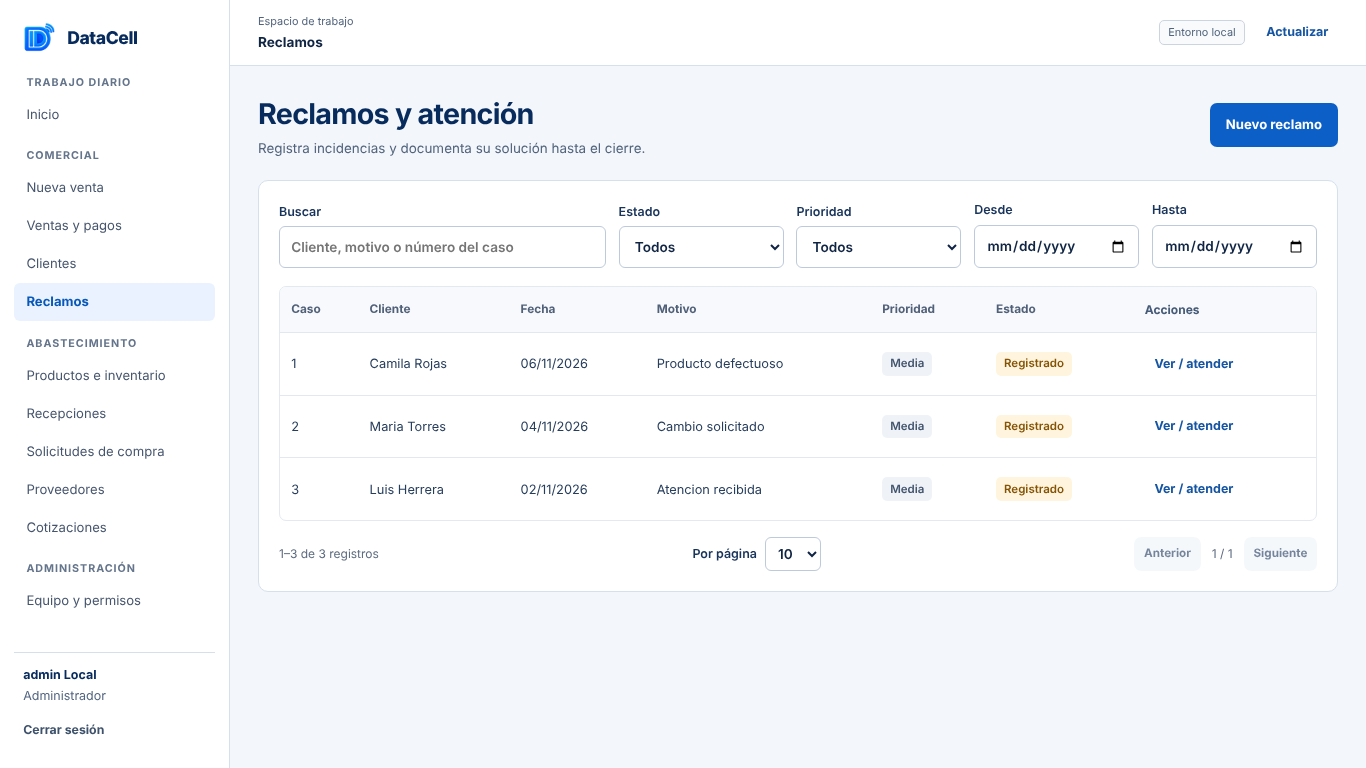 DataCell
TRABAJO DIARIO
Inicio
COMERCIAL
Nueva venta
Ventas y pagos
Clientes
Reclamos
ABASTECIMIENTO
Productos e inventario
Recepciones
Solicitudes de compra
Proveedores
Cotizaciones
ADMINISTRACIÓN
Equipo y permisos
admin Local
Administrador
Cerrar sesión
Espacio de trabajo
Reclamos
Entorno local
Actualizar
Reclamos y atención
Registra incidencias y documenta su solución hasta el cierre.
Nuevo reclamo
Buscar Estado Prioridad Desde Hasta
Cliente, motivo o número del caso Todos Todos mm/dd/yyyy mm/dd/yyyy
Caso Cliente Fecha Motivo Prioridad Estado Acciones
1 Camila Rojas 06/11/2026 Producto defectuoso Media Registrado Ver / atender
2 Maria Torres 04/11/2026 Cambio solicitado Media Registrado Ver / atender
3 Luis Herrera 02/11/2026 Atencion recibida Media Registrado Ver / atender
1–3 de 3 registros Por página 10 Anterior 1 / 1 Siguiente